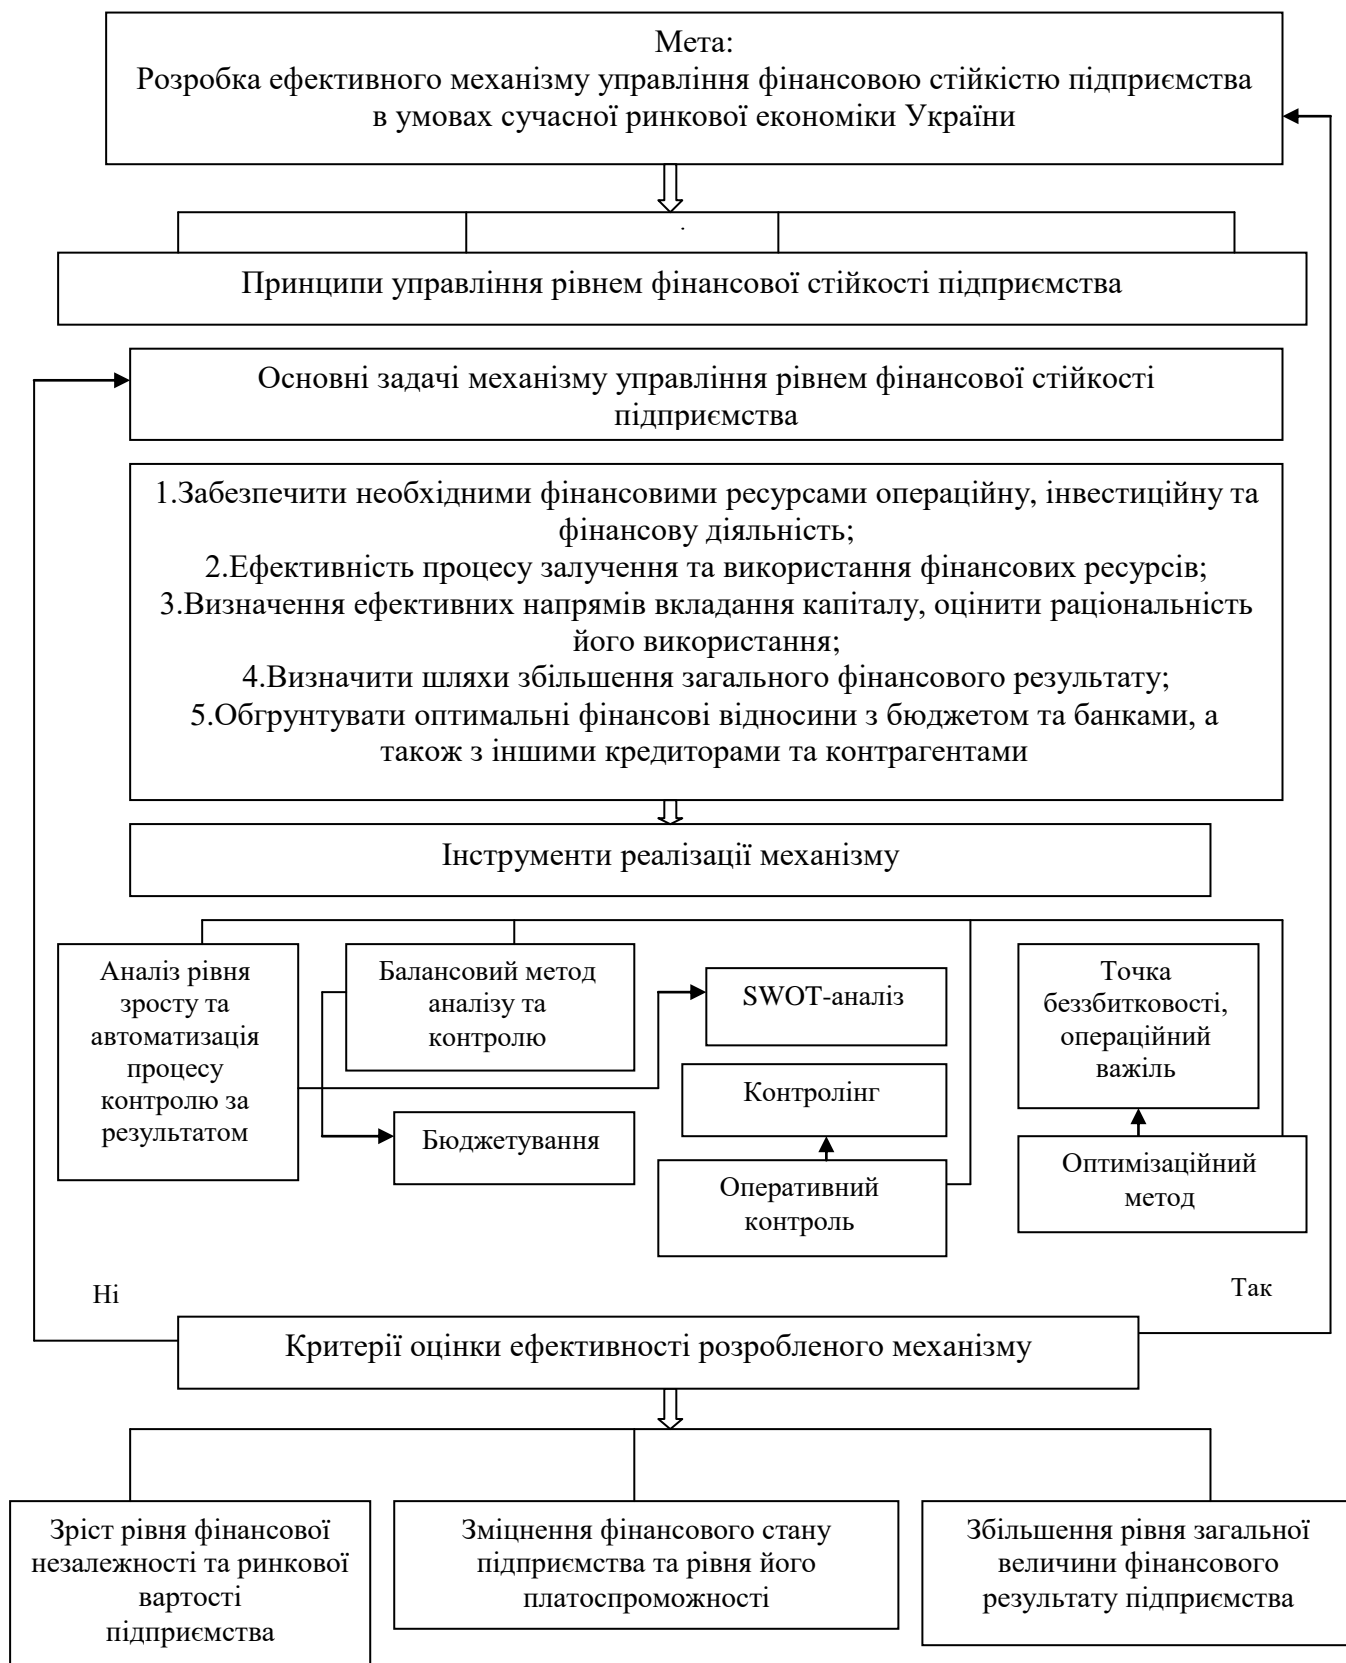 Мета:
Розробка ефективного механізму управління фінансовою стійкістю підприємства
в умовах сучасної ринкової економіки України
Принципи управління рівнем фінансової стійкості підприємства
Основні задачі механізму управління рівнем фінансової стійкості
підприємства
1.Забезпечити необхідними фінансовими ресурсами операційну, інвестиційну та
фінансову діяльність;
2.Ефективність процесу залучення та використання фінансових ресурсів;
3.Визначення ефективних напрямів вкладання капіталу, оцінити раціональність
його використання;
4.Визначити шляхи збільшення загального фінансового результату;
5.Обгрунтувати оптимальні фінансові відносини з бюджетом та банками, а
також з іншими кредиторами та контрагентами
Інструменти реалізації механізму
Аналіз рівня
зросту та
автоматизація
процесу
контролю за
результатом
Балансовий метод
аналізу та
контролю
SWOT-аналіз
Точка
беззбитковості,
операційний
важіль
Контролінг
Бюджетування
Оперативний
контроль
Оптимізаційний
метод
Ні
Так
Критерії оцінки ефективності розробленого механізму
Зріст рівня фінансової
незалежності та ринкової
вартості
підприємства
Зміцнення фінансового стану
підприємства та рівня його
платоспроможності
Збільшення рівня загальної
величини фінансового
результату підприємства